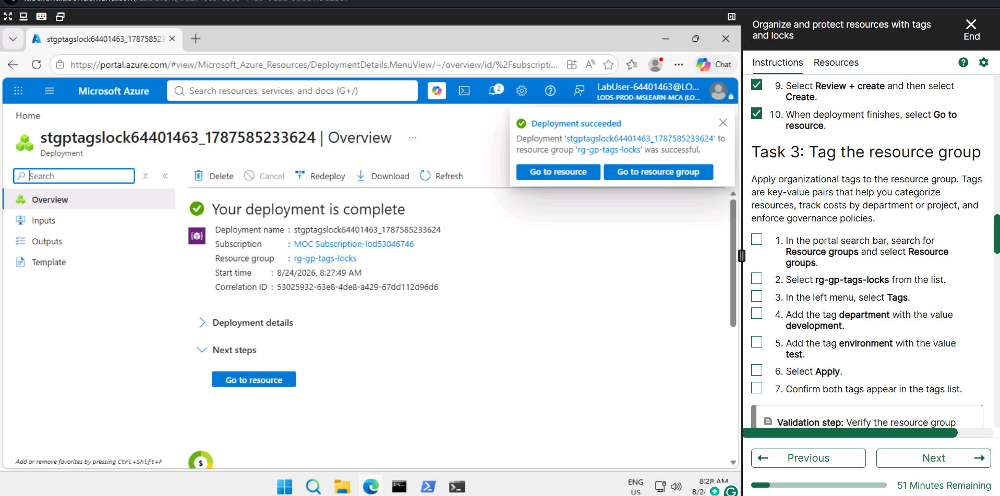 Organize and protect resources with tags
and locks
End
stgptagslock64401463_178758523
https://portal.azure.com/#view/Microsoft_Azure_Resources/DeploymentDetails.MenuView/~/overview/id/%2Fsubscripti...
Chat
Instructions
Resources
Microsoft Azure
Search resources, services, and docs (G+/)
2
LabUser-64401463@LO...
LODS-PROD-MSLEARN-MCA (LO...
Home
stgptagslock64401463_1787585233624 | Overview
...
Deployment
Deployment succeeded
Deployment 'stgptagslock64401463_1787585233624' to
resource group 'rg-gp-tags-locks' was successful.
Go to resource
Go to resource group
Search
Delete
Cancel
Redeploy
Download
Refresh
Overview
Inputs
Outputs
Template
Your deployment is complete
Deployment name : stgptagslock64401463_1787585233624
Subscription : MOC Subscription-lod53046746
Resource group : rg-gp-tags-locks
Start time : 8/24/2026, 8:27:49 AM
Correlation ID : 53025932-63e8-4de8-a429-67dd112d96d6
Deployment details
Next steps
Go to resource
Add or remove favorites by pressing Ctrl+Shift+F
$
ENG
US
8:28 AM
8/2
9. Select Review + create and then select
Create.
10. When deployment finishes, select Go to
resource.
Task 3: Tag the resource group
Apply organizational tags to the resource group. Tags
are key-value pairs that help you categorize
resources, track costs by department or project, and
enforce governance policies.
1. In the portal search bar, search for
Resource groups and select Resource
groups.
2. Select rg-gp-tags-locks from the list.
3. In the left menu, select Tags.
4. Add the tag department with the value
development.
5. Add the tag environment with the value
test.
6. Select Apply.
7. Confirm both tags appear in the tags list.
Validation step: Verify the resource group
Previous
Next
51 Minutes Remaining